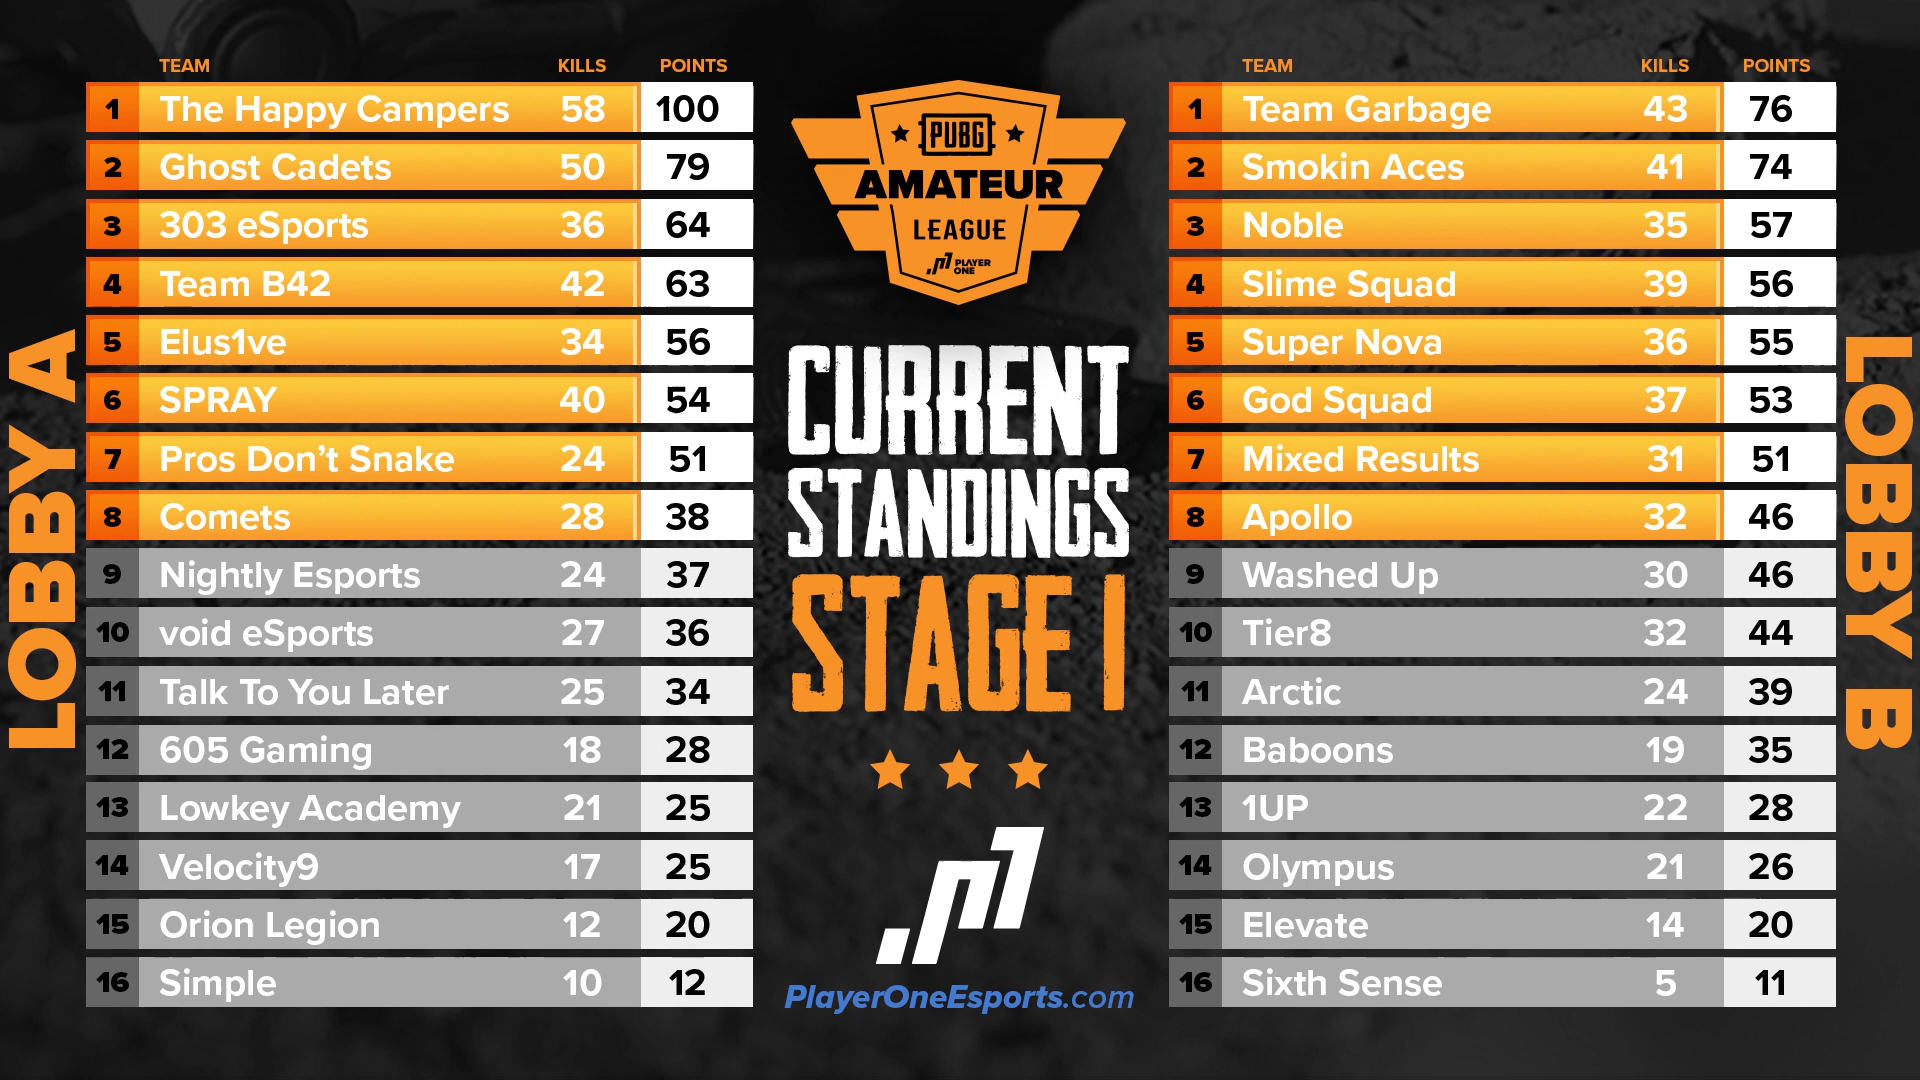 LOBBY A
TEAM KILLS POINTS
1 The Happy Campers 58 100
2 Ghost Cadets 50 79
3 303 eSports 36 64
4 Team B42 42 63
5 Elus1ve 34 56
6 SPRAY 40 54
7 Pros Don’t Snake 24 51
8 Comets 28 38
9 Nightly Esports 24 37
10 void eSports 27 36
11 Talk To You Later 25 34
12 605 Gaming 18 28
13 Lowkey Academy 21 25
14 Velocity9 17 25
15 Orion Legion 12 20
16 Simple 10 12
PUBG
AMATEUR
LEAGUE
PLAYER
ONE
CURRENT
STANDINGS
STAGE I
PlayerOneEsports.com
TEAM KILLS POINTS
1 Team Garbage 43 76
2 Smokin Aces 41 74
3 Noble 35 57
4 Slime Squad 39 56
5 Super Nova 36 55
6 God Squad 37 53
7 Mixed Results 31 51
8 Apollo 32 46
9 Washed Up 30 46
10 Tier8 32 44
11 Arctic 24 39
12 Baboons 19 35
13 1UP 22 28
14 Olympus 21 26
15 Elevate 14 20
16 Sixth Sense 5 11
LOBBY B